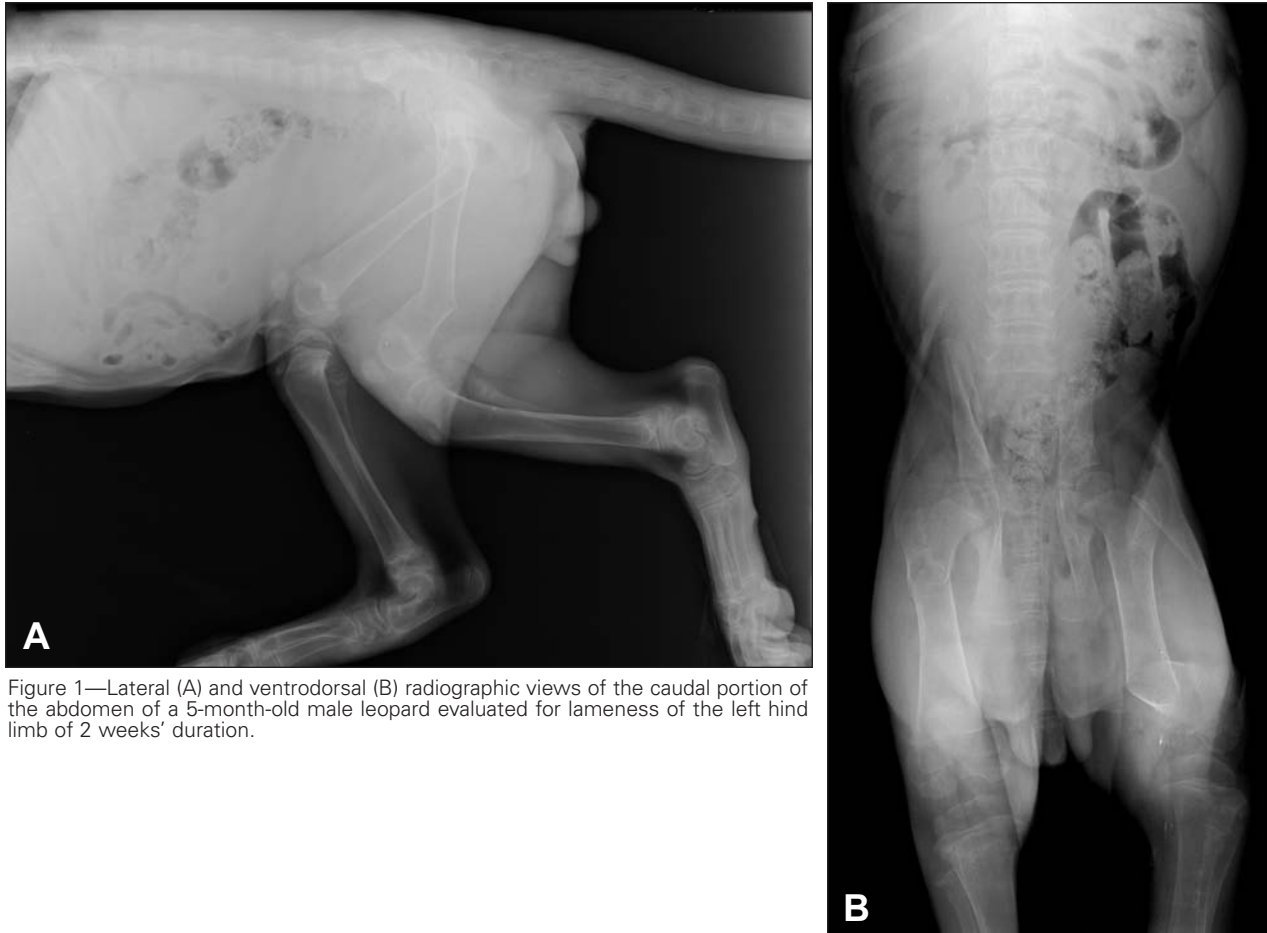 A
Figure 1—Lateral (A) and ventrodorsal (B) radiographic views of the caudal portion of
the abdomen of a 5-month-old male leopard evaluated for lameness of the left hind
limb of 2 weeks’ duration.
B